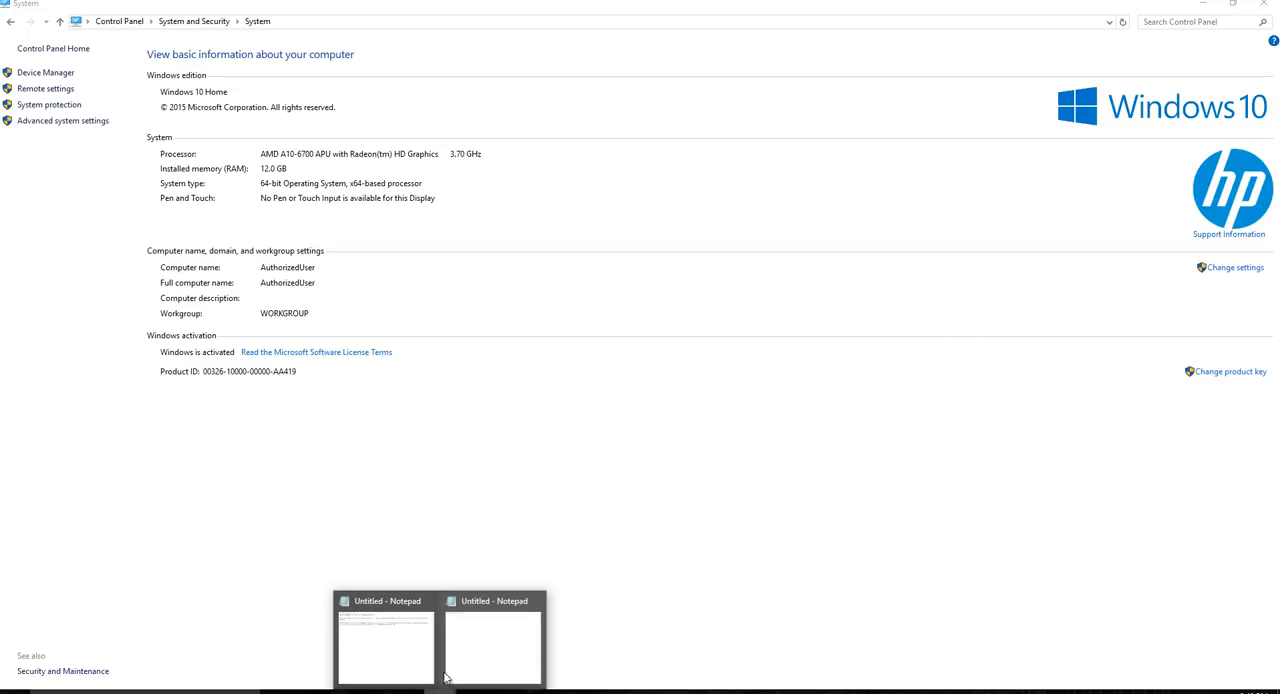 System
Control Panel > System and Security > System
Search Control Panel
Control Panel Home
Device Manager
Remote settings
System protection
Advanced system settings
View basic information about your computer
Windows edition
Windows 10 Home
© 2015 Microsoft Corporation. All rights reserved.
Windows 10
System
Processor: AMD A10-6700 APU with Radeon(tm) HD Graphics 3.70 GHz
Installed memory (RAM): 12.0 GB
System type: 64-bit Operating System, x64-based processor
Pen and Touch: No Pen or Touch Input is available for this Display
hp
Support Information
Computer name, domain, and workgroup settings
Computer name: AuthorizedUser
Change settings
Full computer name: AuthorizedUser
Computer description:
Workgroup: WORKGROUP
Windows activation
Windows is activated Read the Microsoft Software License Terms
Product ID: 00326-10000-00000-AA419
Change product key
Untitled - Notepad
Untitled - Notepad
See also
Security and Maintenance